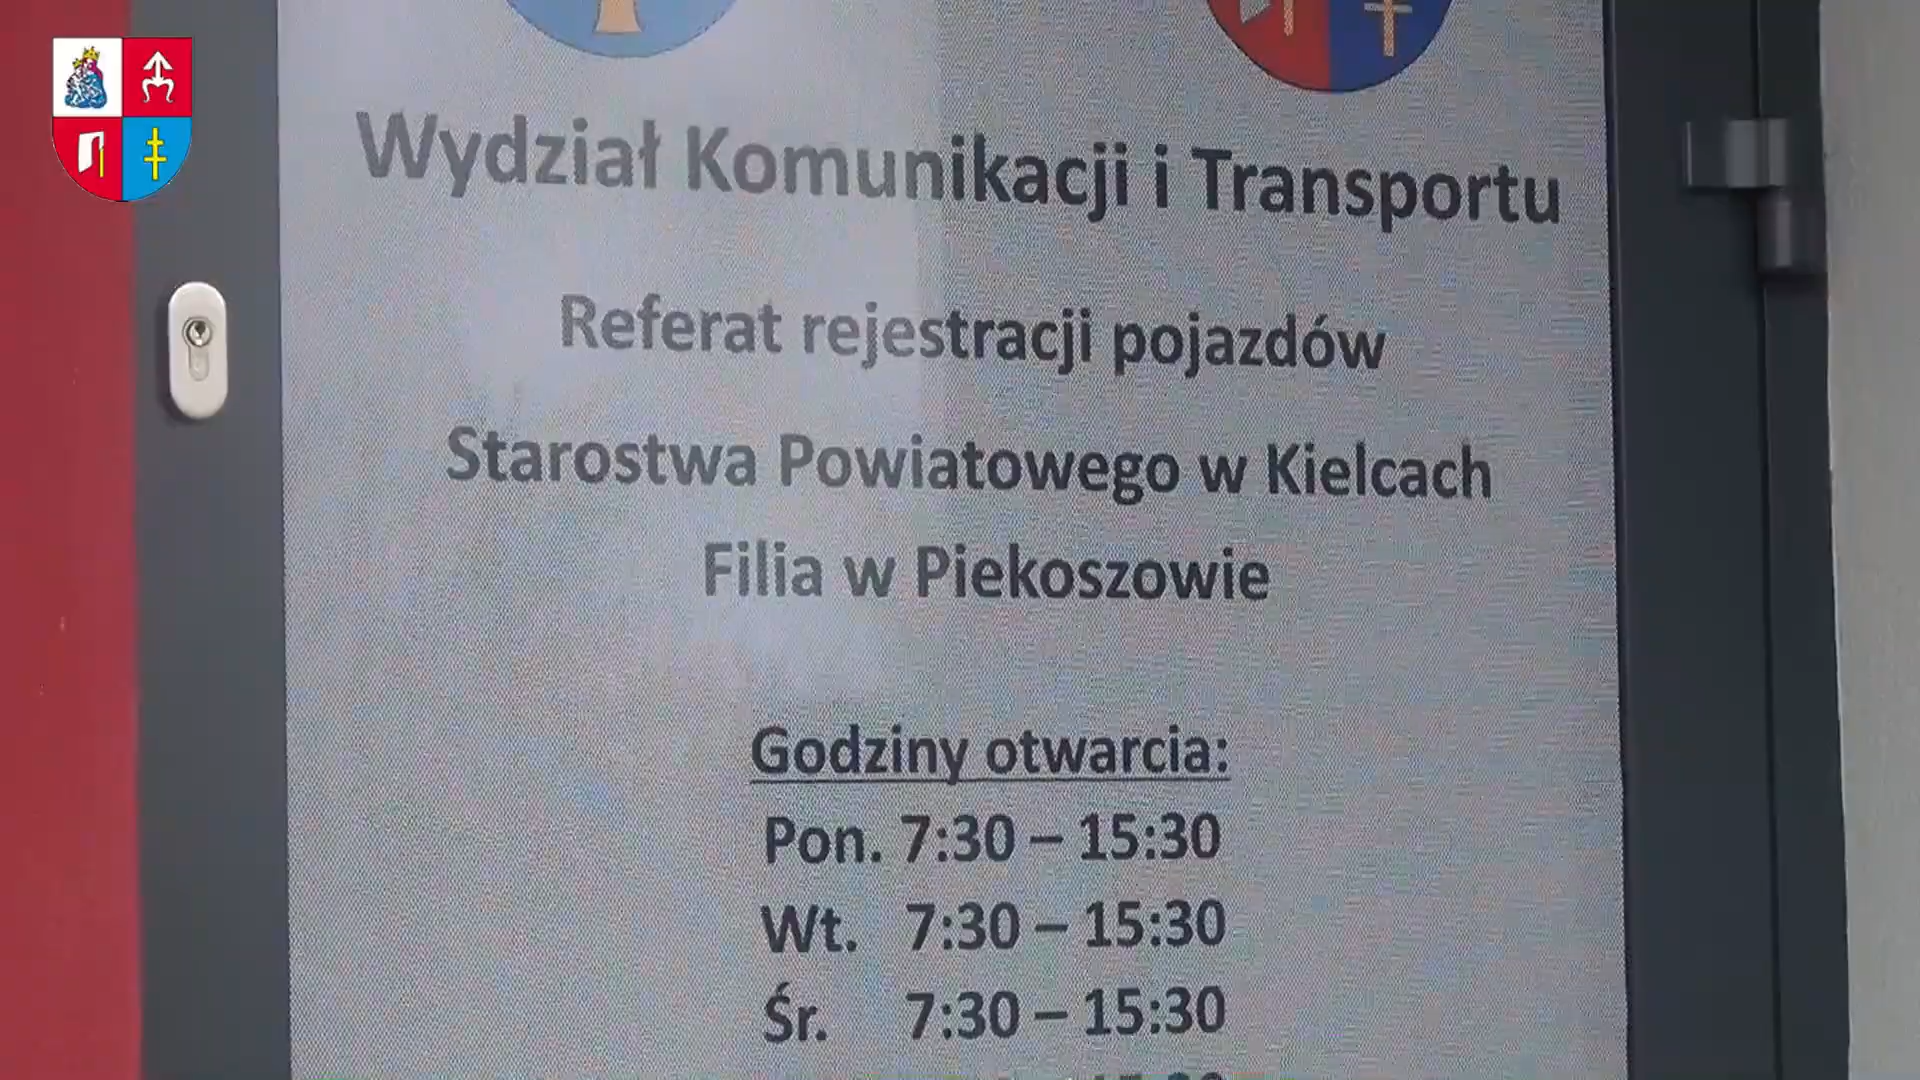 Wydział Komunikacji i Transportu
Referat rejestracji pojazdów
Starostwa Powiatowego w Kielcach
Filia w Piekoszowie
Godziny otwarcia:
Pon. 7:30 – 15:30
Wt. 7:30 – 15:30
Śr. 7:30 – 15:30